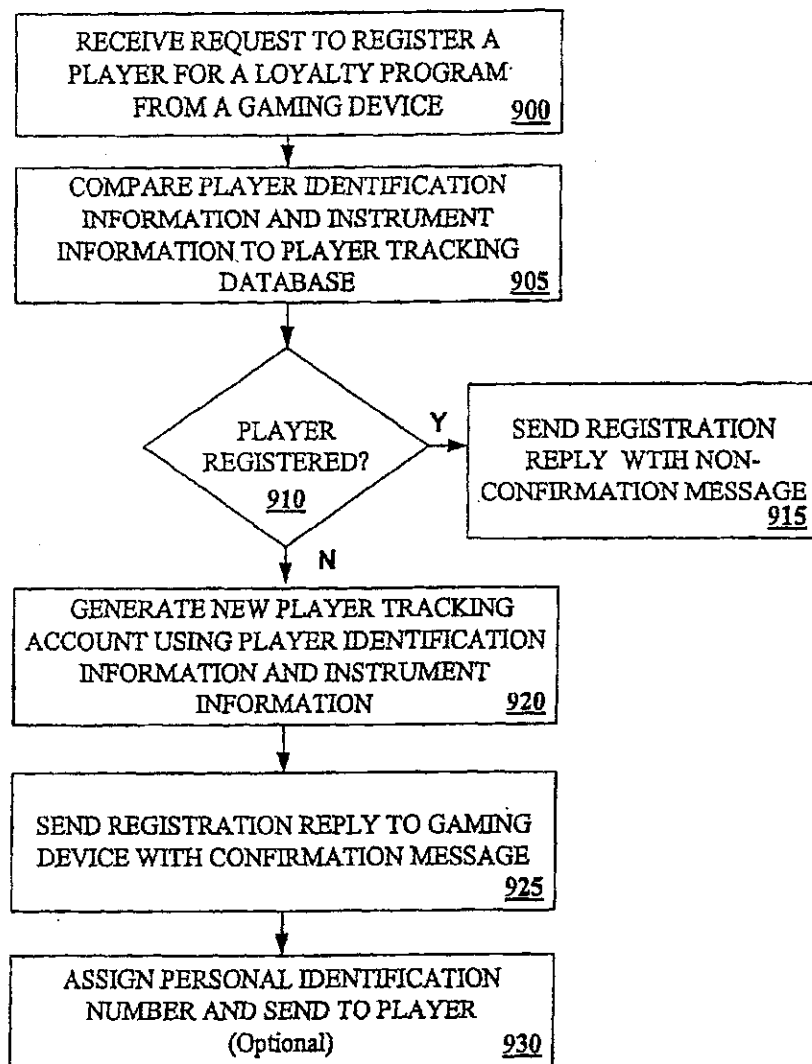 RECEIVE REQUEST TO REGISTER A
PLAYER FOR A LOYALTY PROGRAM
FROM A GAMING DEVICE 900
COMPARE PLAYER IDENTIFICATION
INFORMATION AND INSTRUMENT
INFORMATION TO PLAYER TRACKING
DATABASE 905
PLAYER
REGISTERED?
910
Y
SEND REGISTRATION
REPLY WTIH NON-
CONFIRMATION MESSAGE
915
N
GENERATE NEW PLAYER TRACKING
ACCOUNT USING PLAYER IDENTIFICATION
INFORMATION AND INSTRUMENT
INFORMATION 920
SEND REGISTRATION REPLY TO GAMING
DEVICE WITH CONFIRMATION MESSAGE
925
ASSIGN PERSONAL IDENTIFICATION
NUMBER AND SEND TO PLAYER
(Optional) 930